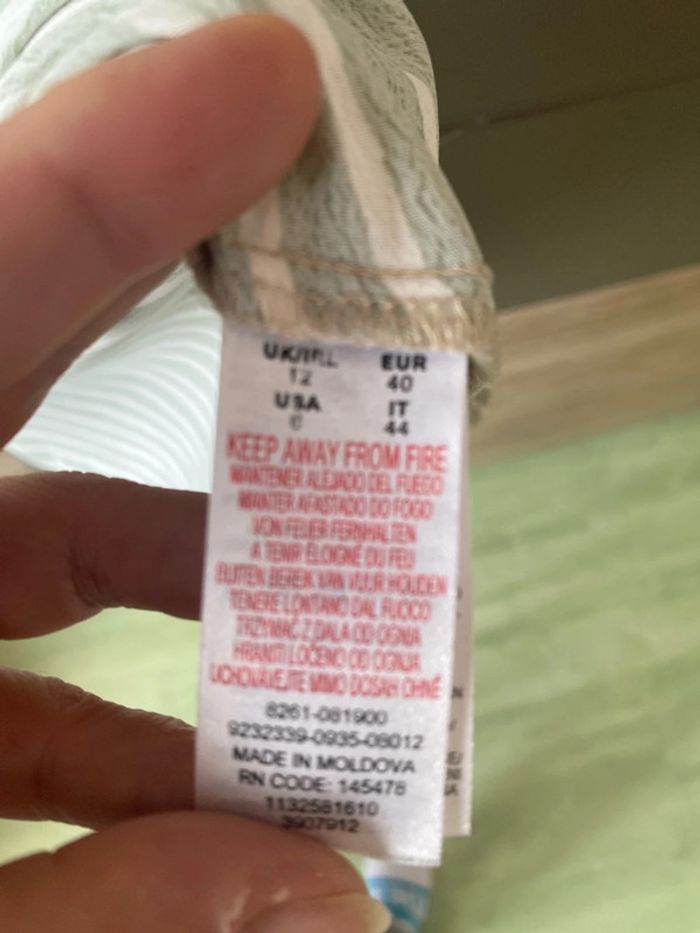 UK/IRL EUR
12 40
USA IT
44
KEEP AWAY FROM FIRE
MANTENER ALEJADO DEL FUEGO
MANTER AFASTADO DO FOGO
VON FEUER FERNHALTEN
A TENIR ÉLOIGNÉ DU FEU
BUITEN BEREIK VAN VUUR HOUDEN
TENERE LONTANO DAL FUOCO
TRZYMAĆ Z DALA OD OGNIA
HRANITI LOČENO OD OGNJA
UCHOVÁVEJTE MIMO DOSAH OHNĚ
8261-081900
9232339-0935-08012
MADE IN MOLDOVA
RN CODE: 145478
1132581610
3907912